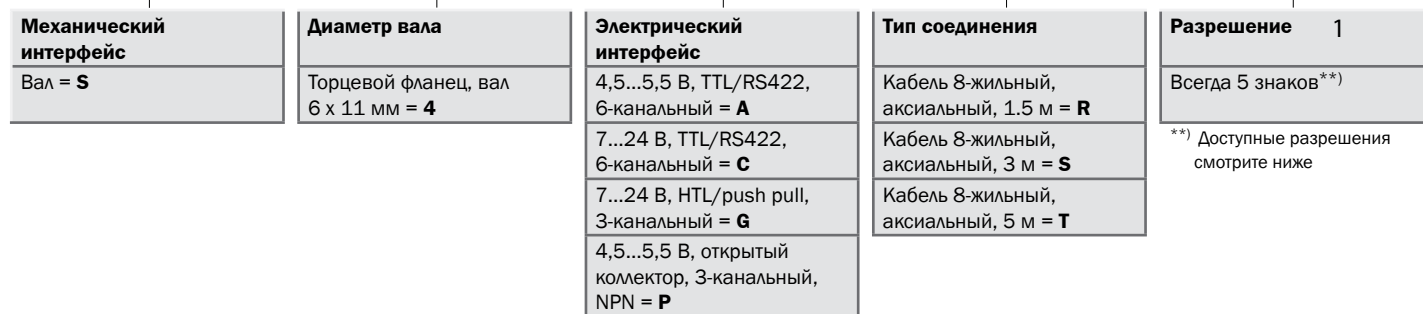 Механический
интерфейс
Вал = S
Диаметр вала
Торцевой фланец, вал
6 x 11 мм = 4
Электрический
интерфейс
4,5...5,5 В, TTL/RS422,
6-канальный = A
7...24 В, TTL/RS422,
6-канальный = C
7...24 В, HTL/push pull,
3-канальный = G
4,5...5,5 В, открытый
коллектор, 3-канальный,
NPN = P
Тип соединения
Кабель 8-жильный,
аксиальный, 1.5 м = R
Кабель 8-жильный,
аксиальный, 3 м = S
Кабель 8-жильный,
аксиальный, 5 м = T
Разрешение 1
Всегда 5 знаков**)
**) Доступные разрешения
смотрите ниже